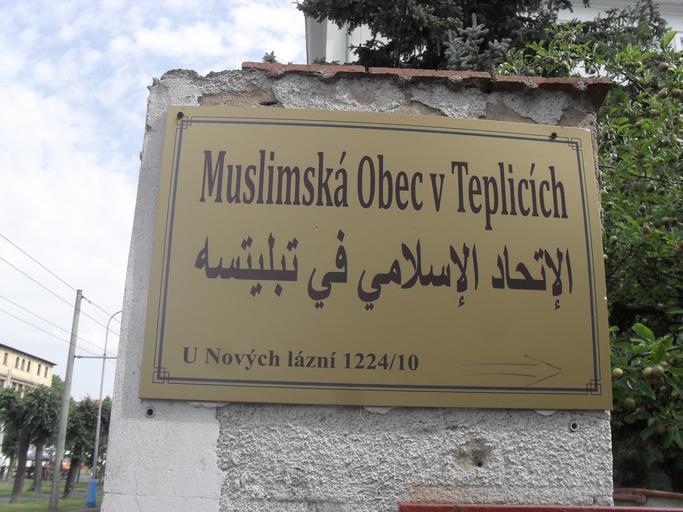 Muslimská Obec v Teplicích
الإتحاد الإسلامي في تبليتسه
U Nových lázní 1224/10